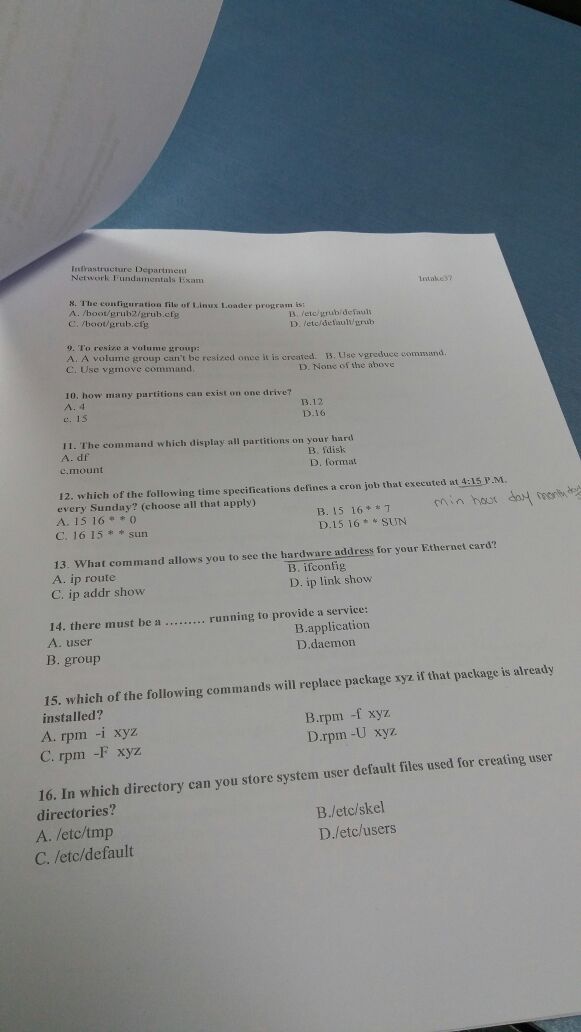 Infrastructure Department
Network Fundamentals Exam Intake37
8. The configuration file of Linux Loader program is:
A. /boot/grub2/grub.cfg B. /etc/grub/default
C. /boot/grub.cfg D. /etc/default/grub
9. To resize a volume group:
A. A volume group can't be resized once it is created. B. Use vgreduce command.
C. Use vgmove command. D. None of the above
10. how many partitions can exist on one drive?
A. 4 B.12
c. 15 D.16
11. The command which display all partitions on your hard
A. df B. fdisk
c.mount D. format
12. which of the following time specifications defines a cron job that executed at 4:15 P.M.
every Sunday? (choose all that apply) min hour day month
A. 15 16 * * 0 B. 15 16 * * 7
C. 16 15 * * sun D.15 16 * * SUN
13. What command allows you to see the hardware address for your Ethernet card?
A. ip route B. ifconfig
C. ip addr show D. ip link show
14. there must be a ......... running to provide a service:
A. user B.application
B. group D.daemon
15. which of the following commands will replace package xyz if that package is already
installed?
A. rpm -i xyz B.rpm -f xyz
C. rpm -F xyz D.rpm -U xyz
16. In which directory can you store system user default files used for creating user
directories?
A. /etc/tmp B./etc/skel
C. /etc/default D./etc/users